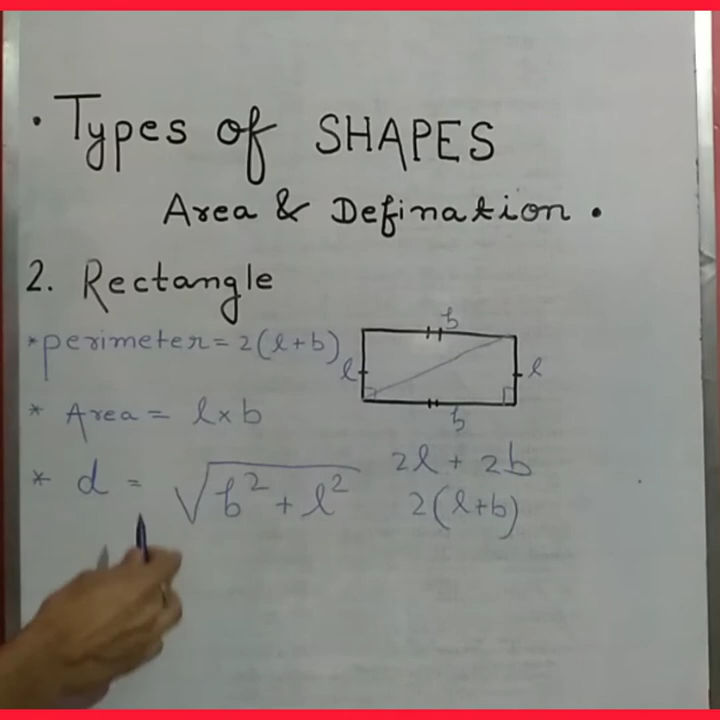 · Types of SHAPES
Area & Defination .
2. Rectangle
b
*perimeter = 2(l+b)
l
l
* Area = l×b
b
2l + 2b
* d = √b²+l²
2(l+b)